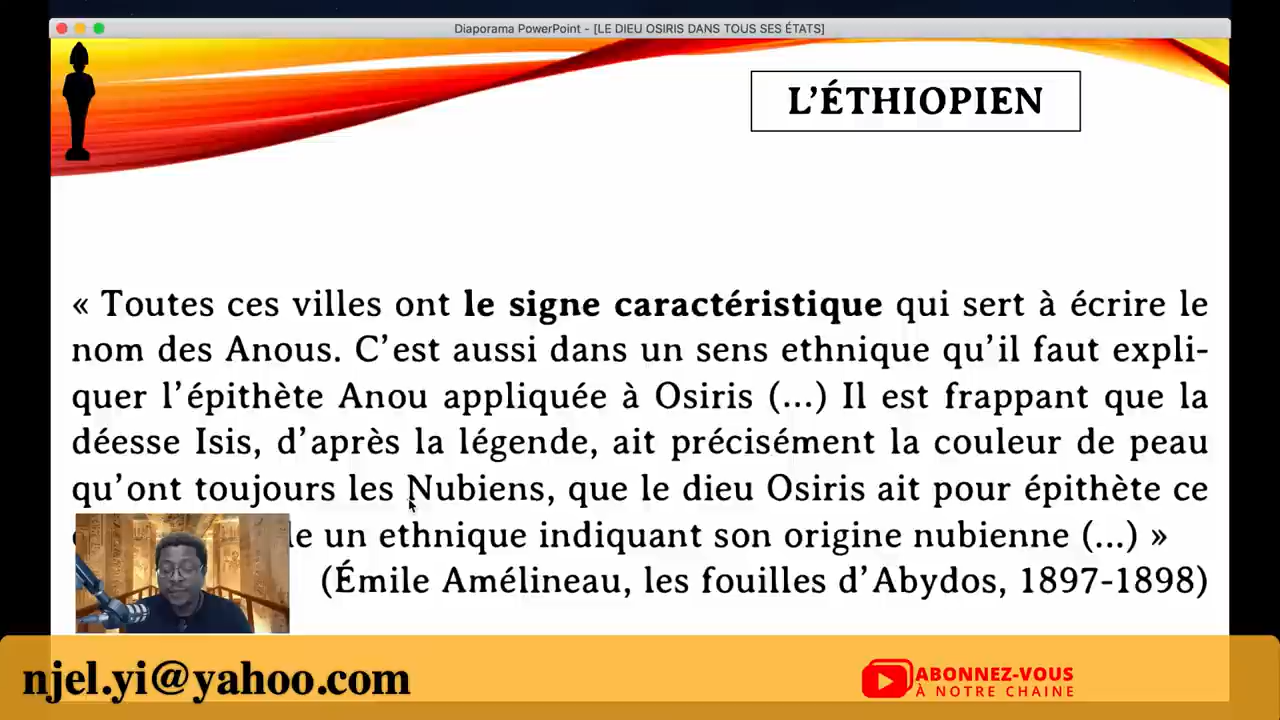 Diaporama PowerPoint - [LE DIEU OSIRIS DANS TOUS SES ÉTATS]
L’ÉTHIOPIEN
« Toutes ces villes ont le signe caractéristique qui sert à écrire le
nom des Anous. C’est aussi dans un sens ethnique qu’il faut expli-
quer l’épithète Anou appliquée à Osiris (...) Il est frappant que la
déesse Isis, d’après la légende, ait précisément la couleur de peau
qu’ont toujours les Nubiens, que le dieu Osiris ait pour épithète ce
un ethnique indiquant son origine nubienne (...) »
(Émile Amélineau, les fouilles d’Abydos, 1897-1898)
njel.yi@yahoo.com
ABONNEZ-VOUS
À NOTRE CHAINE